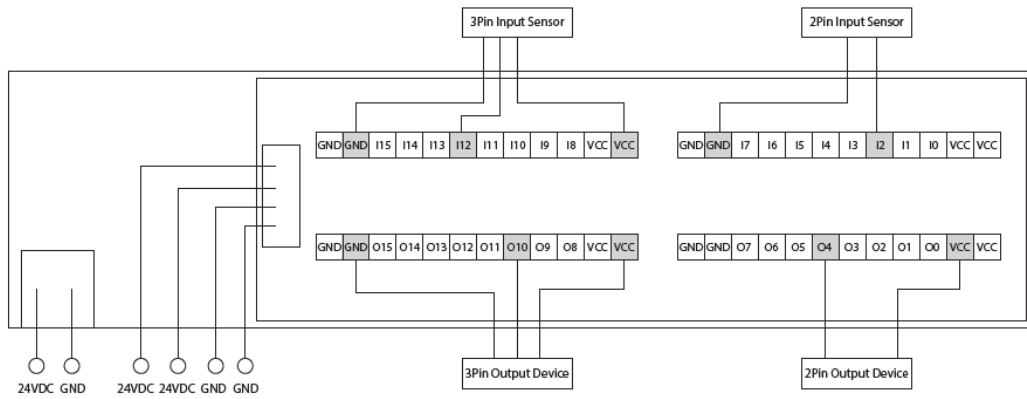 3Pin Input Sensor 2Pin Input Sensor
GND GND I15 I14 I13 I12 I11 I10 I9 I8 VCC VCC GND GND I7 I6 I5 I4 I3 I2 I1 I0 VCC VCC
GND GND O15 O14 O13 O12 O11 O10 O9 O8 VCC VCC GND GND O7 O6 O5 O4 O3 O2 O1 O0 VCC VCC
24VDC GND 24VDC 24VDC GND GND 3Pin Output Device 2Pin Output Device